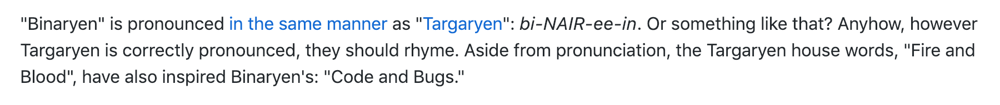 "Binaryen" is pronounced in the same manner as "Targaryen": bi-NAIR-ee-in. Or something like that? Anyhow, however
Targaryen is correctly pronounced, they should rhyme. Aside from pronunciation, the Targaryen house words, "Fire and
Blood", have also inspired Binaryen's: "Code and Bugs."